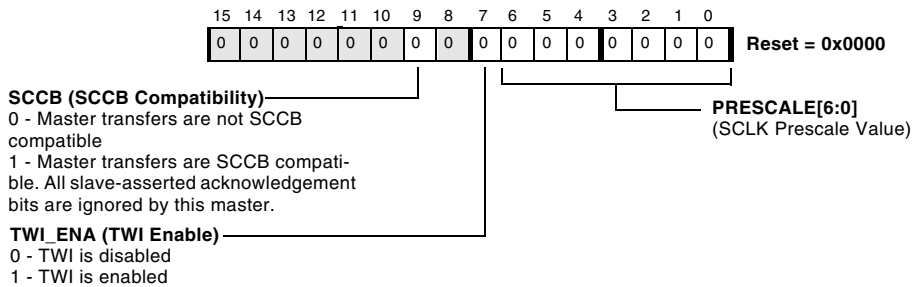 15 14 13 12 11 10 9 8 7 6 5 4 3 2 1 0
0 0 0 0 0 0 0 0 0 0 0 0 0 0 0 0 Reset = 0x0000
SCCB (SCCB Compatibility)
0 - Master transfers are not SCCB
compatible
1 - Master transfers are SCCB compati-
ble. All slave-asserted acknowledgement
bits are ignored by this master.
TWI_ENA (TWI Enable)
0 - TWI is disabled
1 - TWI is enabled
PRESCALE[6:0]
(SCLK Prescale Value)